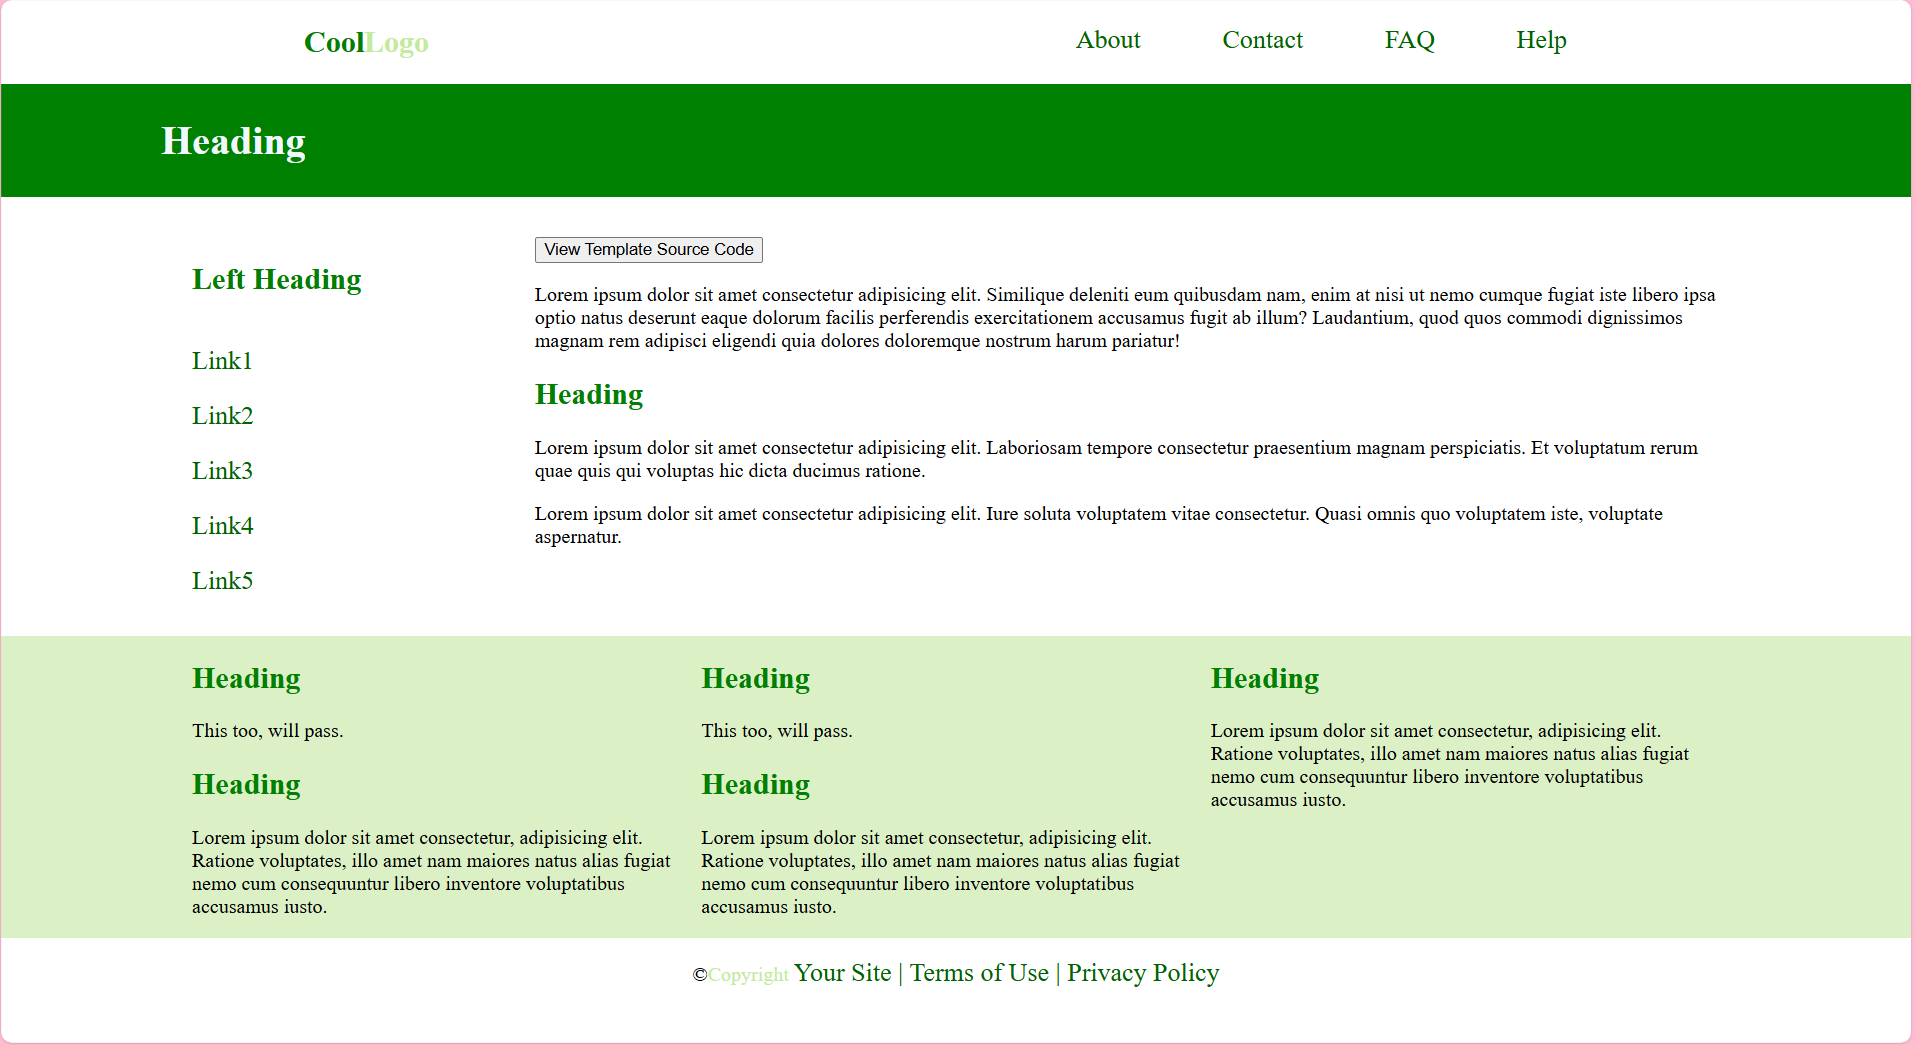 CoolLogo
About Contact FAQ Help
Heading
Left Heading
Link1
Link2
Link3
Link4
Link5
View Template Source Code
Lorem ipsum dolor sit amet consectetur adipisicing elit. Similique deleniti eum quibusdam nam, enim at nisi ut nemo cumque fugiat iste libero ipsa
optio natus deserunt eaque dolorum facilis perferendis exercitationem accusamus fugit ab illum? Laudantium, quod quos commodi dignissimos
magnam rem adipisci eligendi quia dolores doloremque nostrum harum pariatur!
Heading
Lorem ipsum dolor sit amet consectetur adipisicing elit. Laboriosam tempore consectetur praesentium magnam perspiciatis. Et voluptatum rerum
quae quis qui voluptas hic dicta ducimus ratione.
Lorem ipsum dolor sit amet consectetur adipisicing elit. Iure soluta voluptatem vitae consectetur. Quasi omnis quo voluptatem iste, voluptate
aspernatur.
Heading
This too, will pass.
Heading
Lorem ipsum dolor sit amet consectetur, adipisicing elit.
Ratione voluptates, illo amet nam maiores natus alias fugiat
nemo cum consequuntur libero inventore voluptatibus
accusamus iusto.
Heading
This too, will pass.
Heading
Lorem ipsum dolor sit amet consectetur, adipisicing elit.
Ratione voluptates, illo amet nam maiores natus alias fugiat
nemo cum consequuntur libero inventore voluptatibus
accusamus iusto.
Heading
Lorem ipsum dolor sit amet consectetur, adipisicing elit.
Ratione voluptates, illo amet nam maiores natus alias fugiat
nemo cum consequuntur libero inventore voluptatibus
accusamus iusto.
©Copyright Your Site | Terms of Use | Privacy Policy